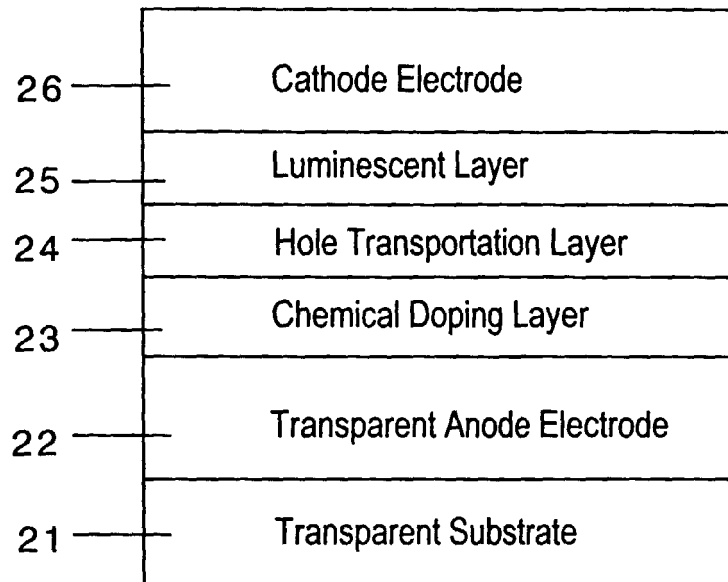 26 Cathode Electrode
25 Luminescent Layer
24 Hole Transportation Layer
23 Chemical Doping Layer
22 Transparent Anode Electrode
21 Transparent Substrate